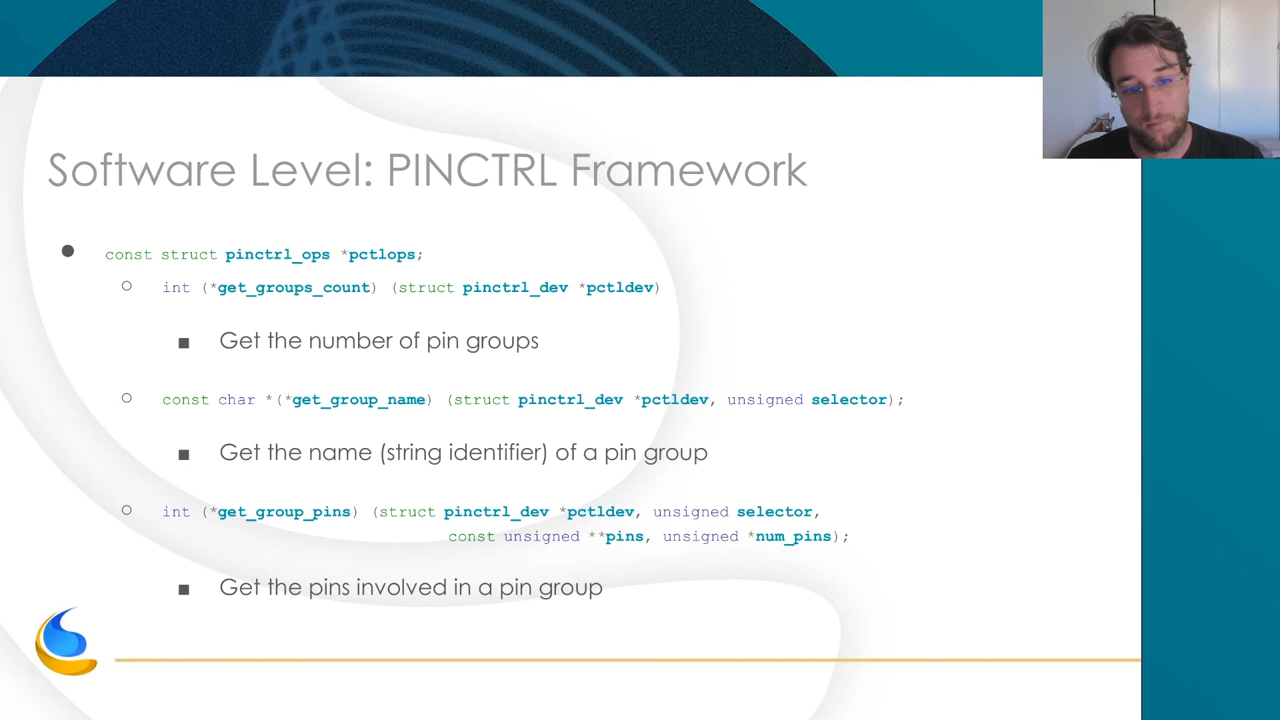 Software Level: PINCTRL Framework
● const struct pinctrl_ops *pctlops;
○ int (*get_groups_count) (struct pinctrl_dev *pctldev)
■ Get the number of pin groups
○ const char *(*get_group_name) (struct pinctrl_dev *pctldev, unsigned selector);
■ Get the name (string identifier) of a pin group
○ int (*get_group_pins) (struct pinctrl_dev *pctldev, unsigned selector,
const unsigned **pins, unsigned *num_pins);
■ Get the pins involved in a pin group